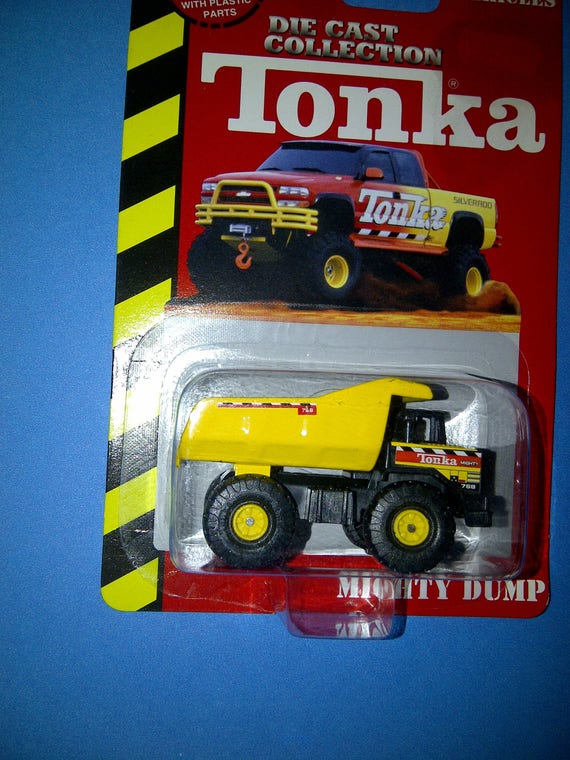 WITH PLASTIC
PARTS
DIE CAST
COLLECTION
Tonka®
SILVERADO
Tonka
768
Tonka MIGHTY
768
MIGHTY DUMP